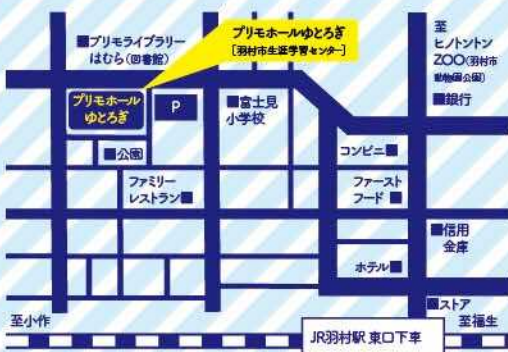 ■プリモライブラリー
はむら(図書館)
プリモホールゆとろぎ
[羽村市生涯学習センター]
至
ヒノトントン
ZOO(羽村市
動物園公園)
■銀行
プリモホール
ゆとろぎ
P
■富士見
小学校
■公園
コンビニ■
ファミリー
レストラン■
ファースト
フード■
■信用
金庫
ホテル■
■ストア
至小作
至福生
JR羽村駅 東口下車